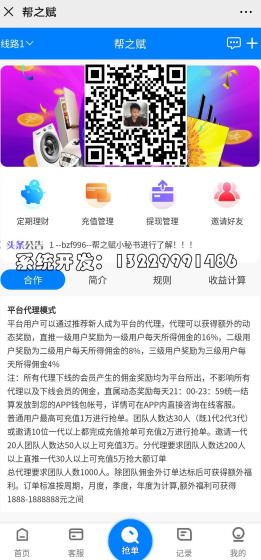 帮之赋
线路1
帮之赋
定期理财
充值管理
提现管理
邀请好友
头条公告 1 --bzf996--帮之赋小秘书进行了解！！！
系统开发：13229991486
合作
简介
规则
收益计算
平台代理模式
平台用户可以通过推荐新人成为平台的代理，代理可以获得额外的动态奖励，直推一级用户奖励为一级用户每天所得佣金的16%，二级用户奖励为二级用户每天所得佣金的8%，三级用户奖励为三级用户每天所得佣金4%
注：所有代理下线的会员产生的佣金奖励均为平台所出，不影响所有代理以及下线会员的佣金，直属动态奖励每天21：00-23：59统一结算发放到您的APP钱包帐号，详情可在APP内直接咨询在线客服。
普通用户最高可充值1万进行抢单。团队人数达30人（既1代2代3代）或邀请10位一代以上都完成充值抢单可充值2万进行抢单。邀请一代20人团队人数达50人以上可充值3万。分代理要求团队人数达200人以上直推一代30人以上可充值5万抢大额订单
总代理要求团队人数1000人。除团队佣金外订单达标后可获得额外福利。订单标准按周期，月度，季度，年度为计算,额外福利可获得1888-1888888元之间
首页
客服
抢单
记录
我的